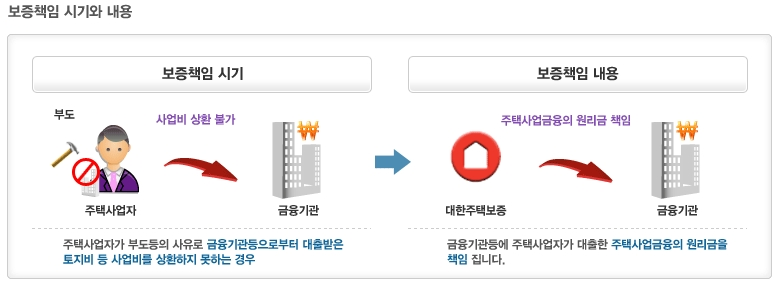 보증책임 시기와 내용
보증책임 시기
보증책임 내용
부도
사업비 상환 불가
주택사업금융의 원리금 책임
주택사업자
금융기관
대한주택보증
금융기관
주택사업자가 부도등의 사유로 금융기관등으로부터 대출받은
토지비 등 사업비를 상환하지 못하는 경우
금융기관등에 주택사업자가 대출한 주택사업금융의 원리금을
책임 집니다.